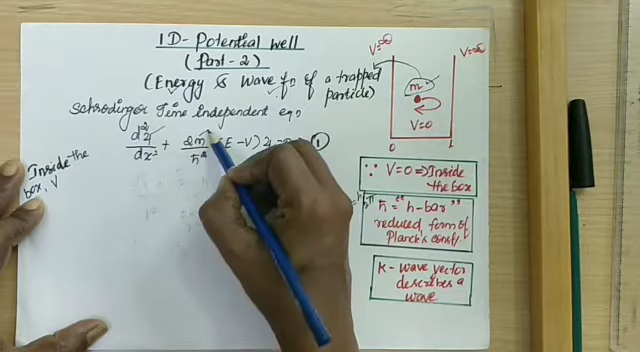 1D-Potential well
(Part-2)
(Energy & Wave fn of a trapped
particle)
Schrodinger Time independent eqn
d²ψ/dx² + 2m/ħ² (E-V) ψ = 1
Inside the
box, V
V=∞
V=∞
m
V=0
0
L
∵ V=0 ⇒ Inside
the box
ħ = "h-bar"
reduced form of
Planck's const.
K - wave vector
describes a
wave